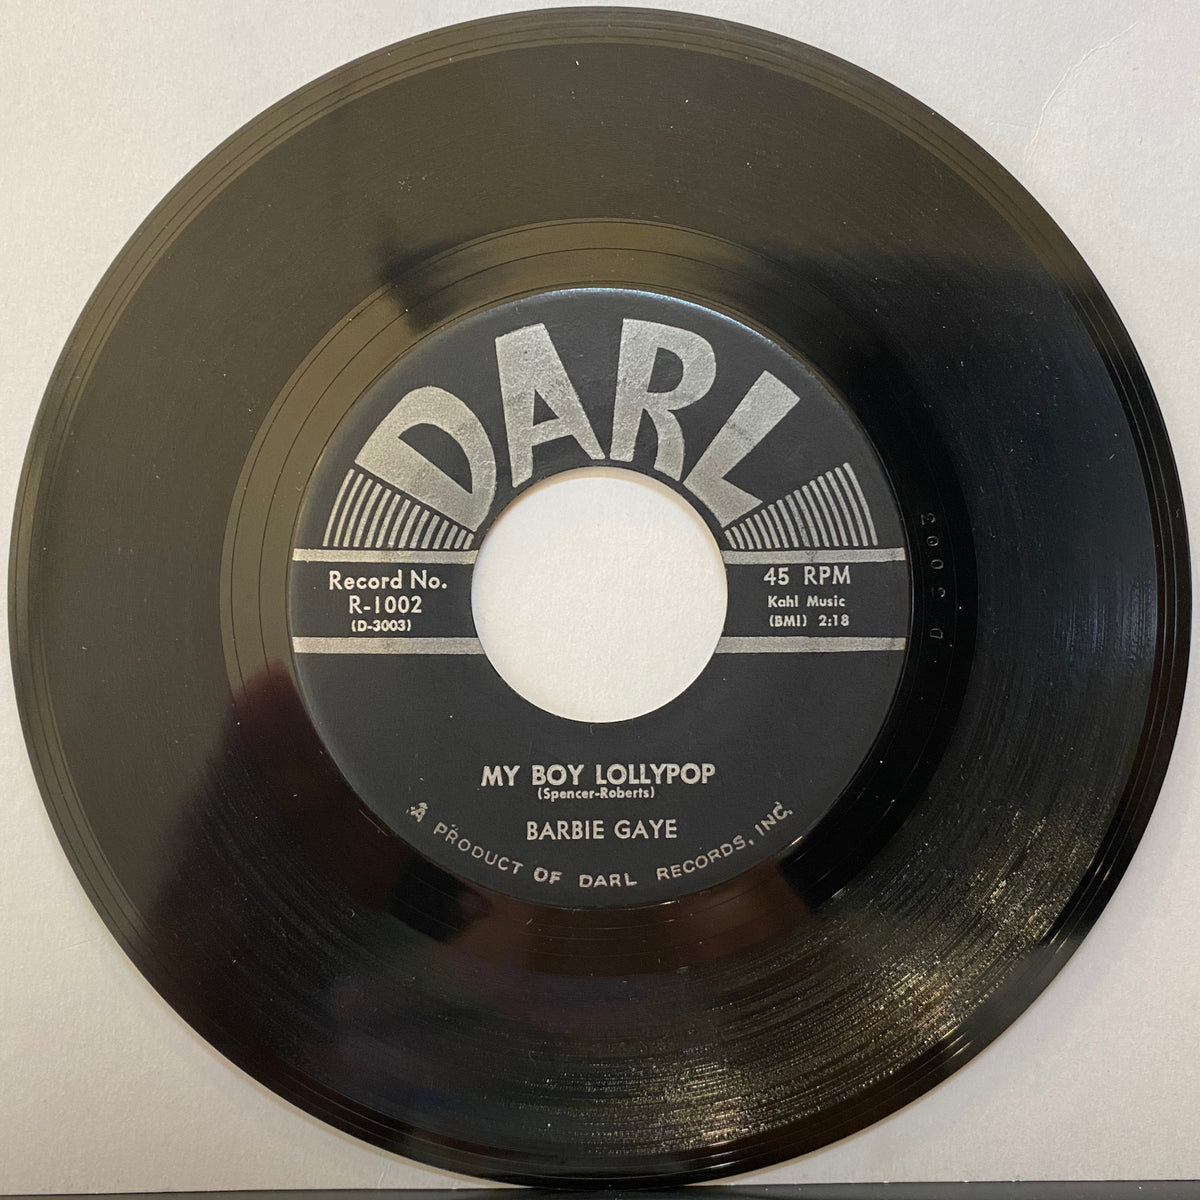 DARL
Record No.
R-1002
(D-3003)
45 RPM
Kahl Music
(BMI) 2:18
MY BOY LOLLYPOP
(Spencer-Roberts)
BARBIE GAYE
A PRODUCT OF DARL RECORDS, INC.
D 3003